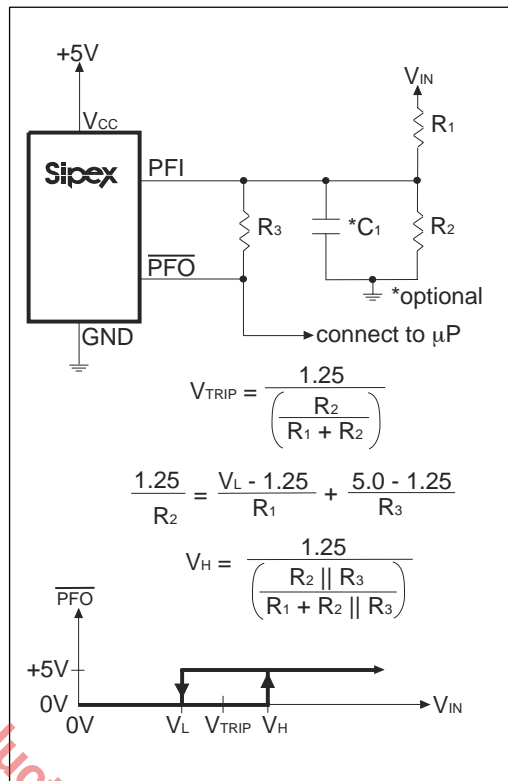 +5V
VIN
VCC
R1
Sipex
PFI
R3
*C1
R2
PFO
*optional
GND
connect to μP
VTRIP = 1.25 / (R2 / (R1 + R2))
1.25 / R2 = (VL - 1.25) / R1 + (5.0 - 1.25) / R3
VH = 1.25 / (R2 || R3 / (R1 + R2 || R3))
PFO
+5V
0V
0V
VL
VTRIP
VH
VIN